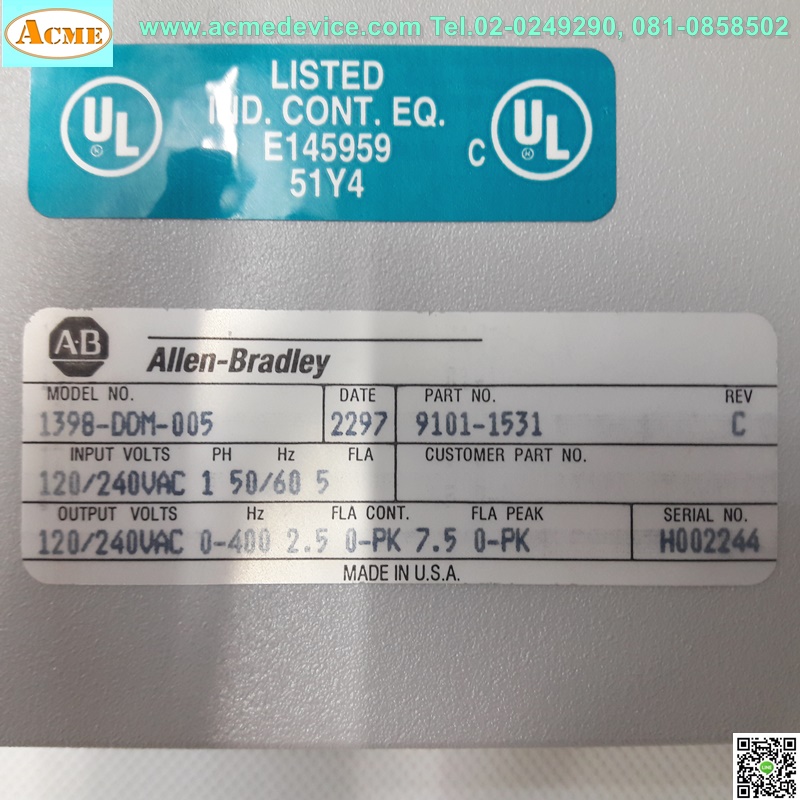 ACME
www.acmedevice.com Tel.02-0249290, 081-0858502
LISTED
IND. CONT. EQ.
E145959
51Y4
UL
C UL
A-B
Allen-Bradley
MODEL NO. DATE PART NO. REV
1398-DDM-005 2297 9101-1531 C
INPUT VOLTS PH Hz FLA CUSTOMER PART NO.
120/240VAC 1 50/60 5
OUTPUT VOLTS Hz FLA CONT. FLA PEAK SERIAL NO.
120/240VAC 0-400 2.5 0-PK 7.5 0-PK H002244
MADE IN U.S.A.